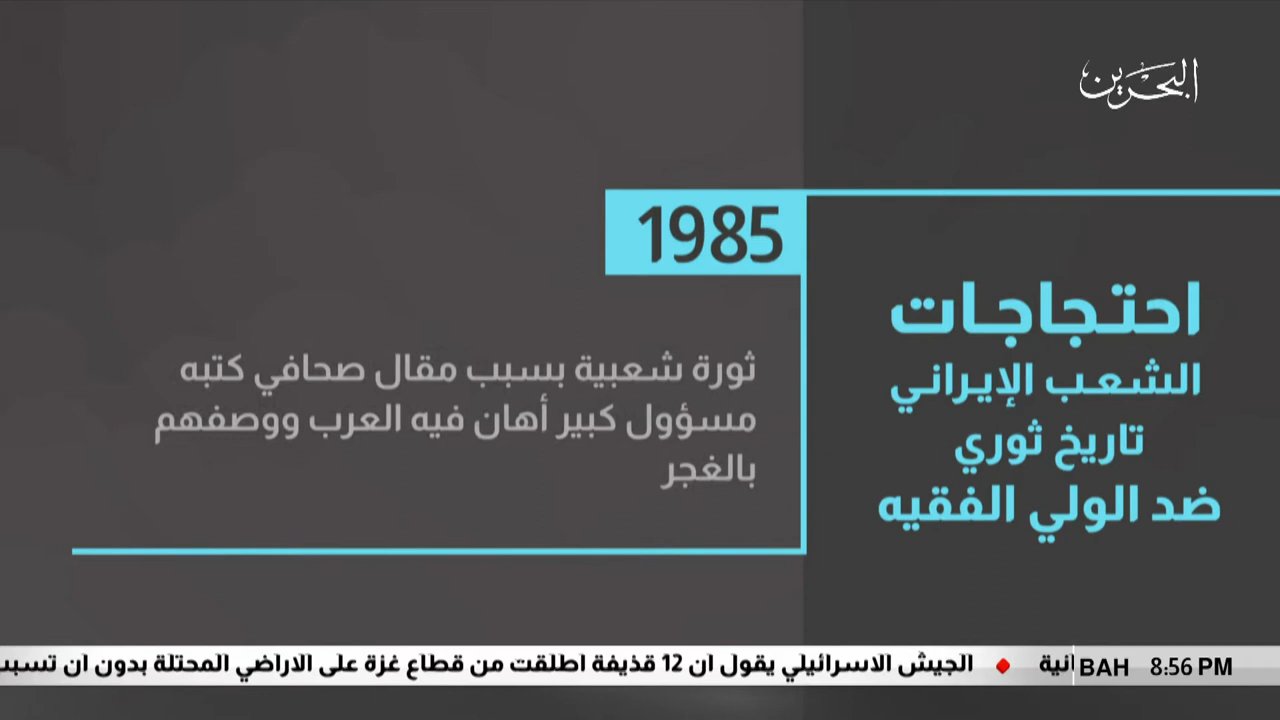 البحرين
1985
احتجاجات
الشعب الإيراني
تاريخ ثوري
ضد الولي الفقيه
ثورة شعبية بسبب مقال صحافي كتبه
مسؤول كبير أهان فيه العرب ووصفهم
بالغجر
انية ♦ الجيش الاسرائيلي يقول ان 12 قذيفة اطلقت من قطاع غزة على الاراضي المحتلة بدون ان تسبب
BAH 8:56 PM